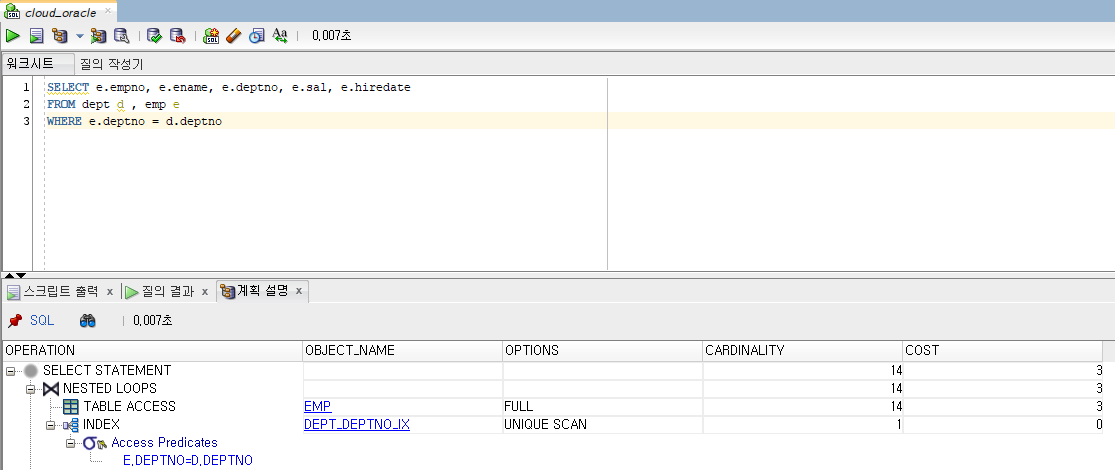 cloud_oracle
0,007초
워크시트 질의 작성기
1 SELECT e.empno, e.ename, e.deptno, e.sal, e.hiredate
2 FROM dept d , emp e
3 WHERE e.deptno = d.deptno
스크립트 출력 x 질의 결과 x 계획 설명 x
SQL 0,007초
OPERATION OBJECT_NAME OPTIONS CARDINALITY COST
SELECT STATEMENT 14 3
NESTED LOOPS 14 3
TABLE ACCESS EMP FULL 14 3
INDEX DEPT_DEPTNO_IX UNIQUE SCAN 1 0
Access Predicates
E,DEPTNO=D,DEPTNO